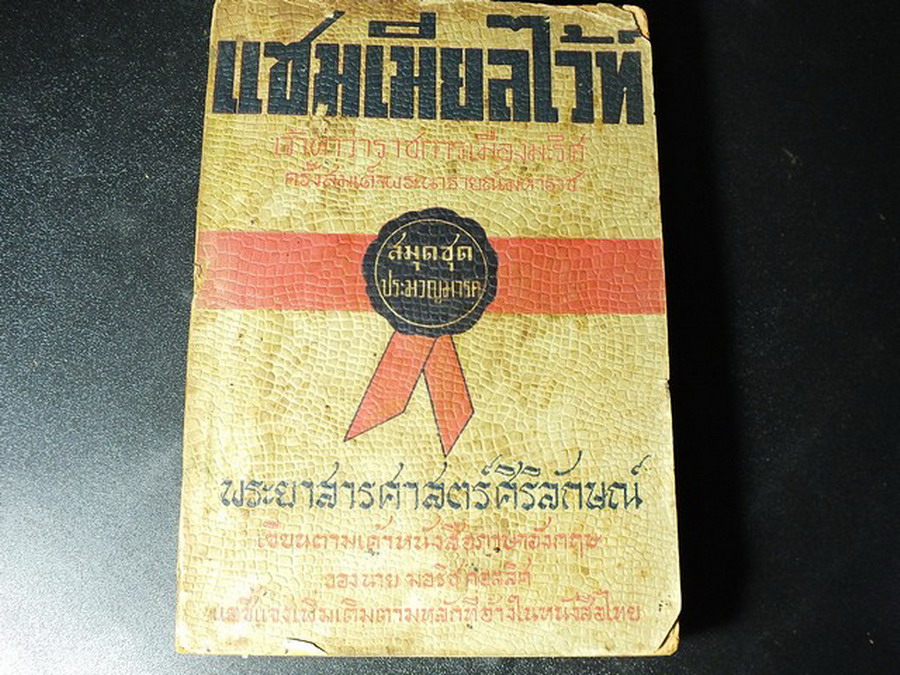 แซมเมียลไว้ท์
เจ้าท่าว่าราชการเมืองมะริด
ครั้งสมเด็จพระนารายณ์มหาราช
สมุดชุด
ประมวญมารค
พระยาสารศาสตร์ศิริลักษณ์
เขียนตามเค้าหนังสือภาษาอังกฤษ
ของนาย มอริส คอลลิศ
และชี้แจงเพิ่มเติมตามหลักที่อ้างในหนังสือไทย